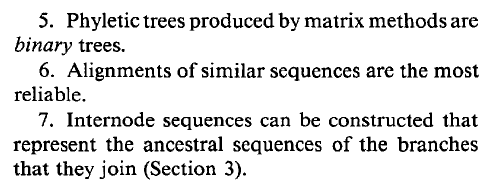 5. Phyletic trees produced by matrix methods are
binary trees.
6. Alignments of similar sequences are the most
reliable.
7. Internode sequences can be constructed that
represent the ancestral sequences of the branches
that they join (Section 3).